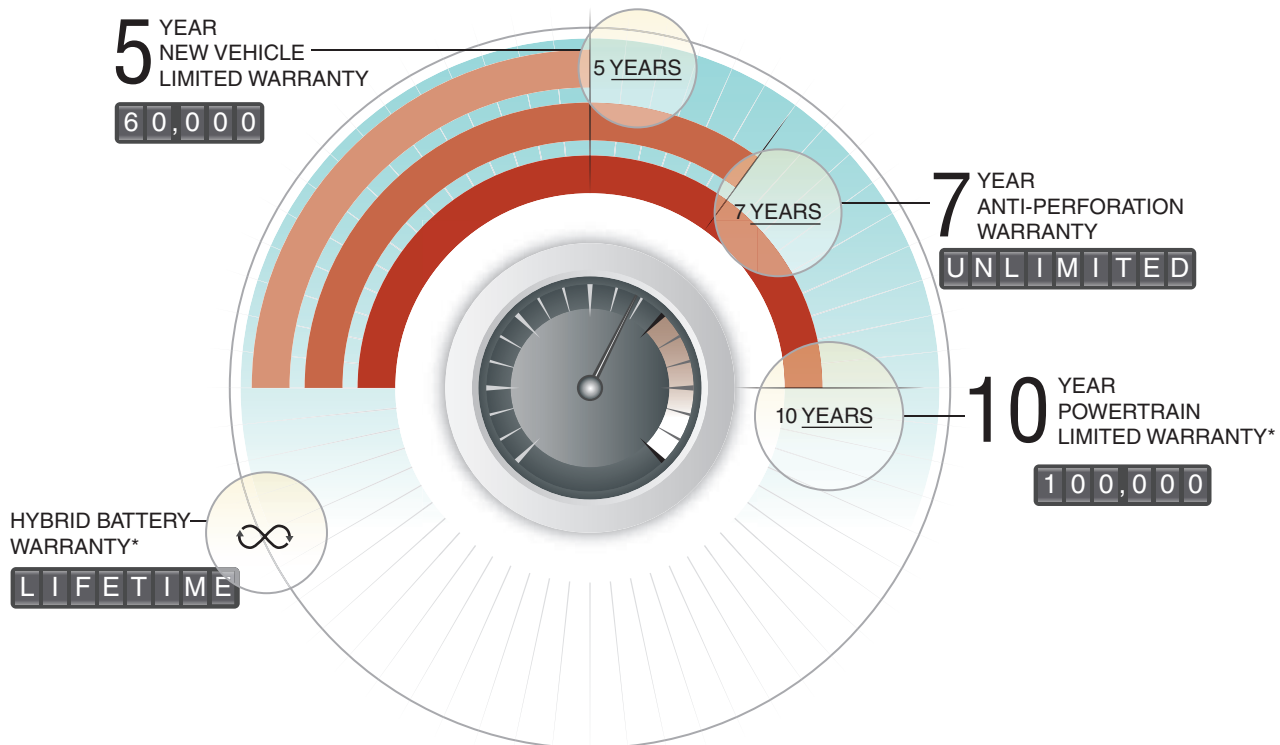 5 YEAR
NEW VEHICLE
LIMITED WARRANTY
60,000
5 YEARS
7 YEARS
7 YEAR
ANTI-PERFORATION
WARRANTY
UNLIMITED
10 YEARS
10 YEAR
POWERTRAIN
LIMITED WARRANTY*
100,000
HYBRID BATTERY
WARRANTY*
LIFETIME